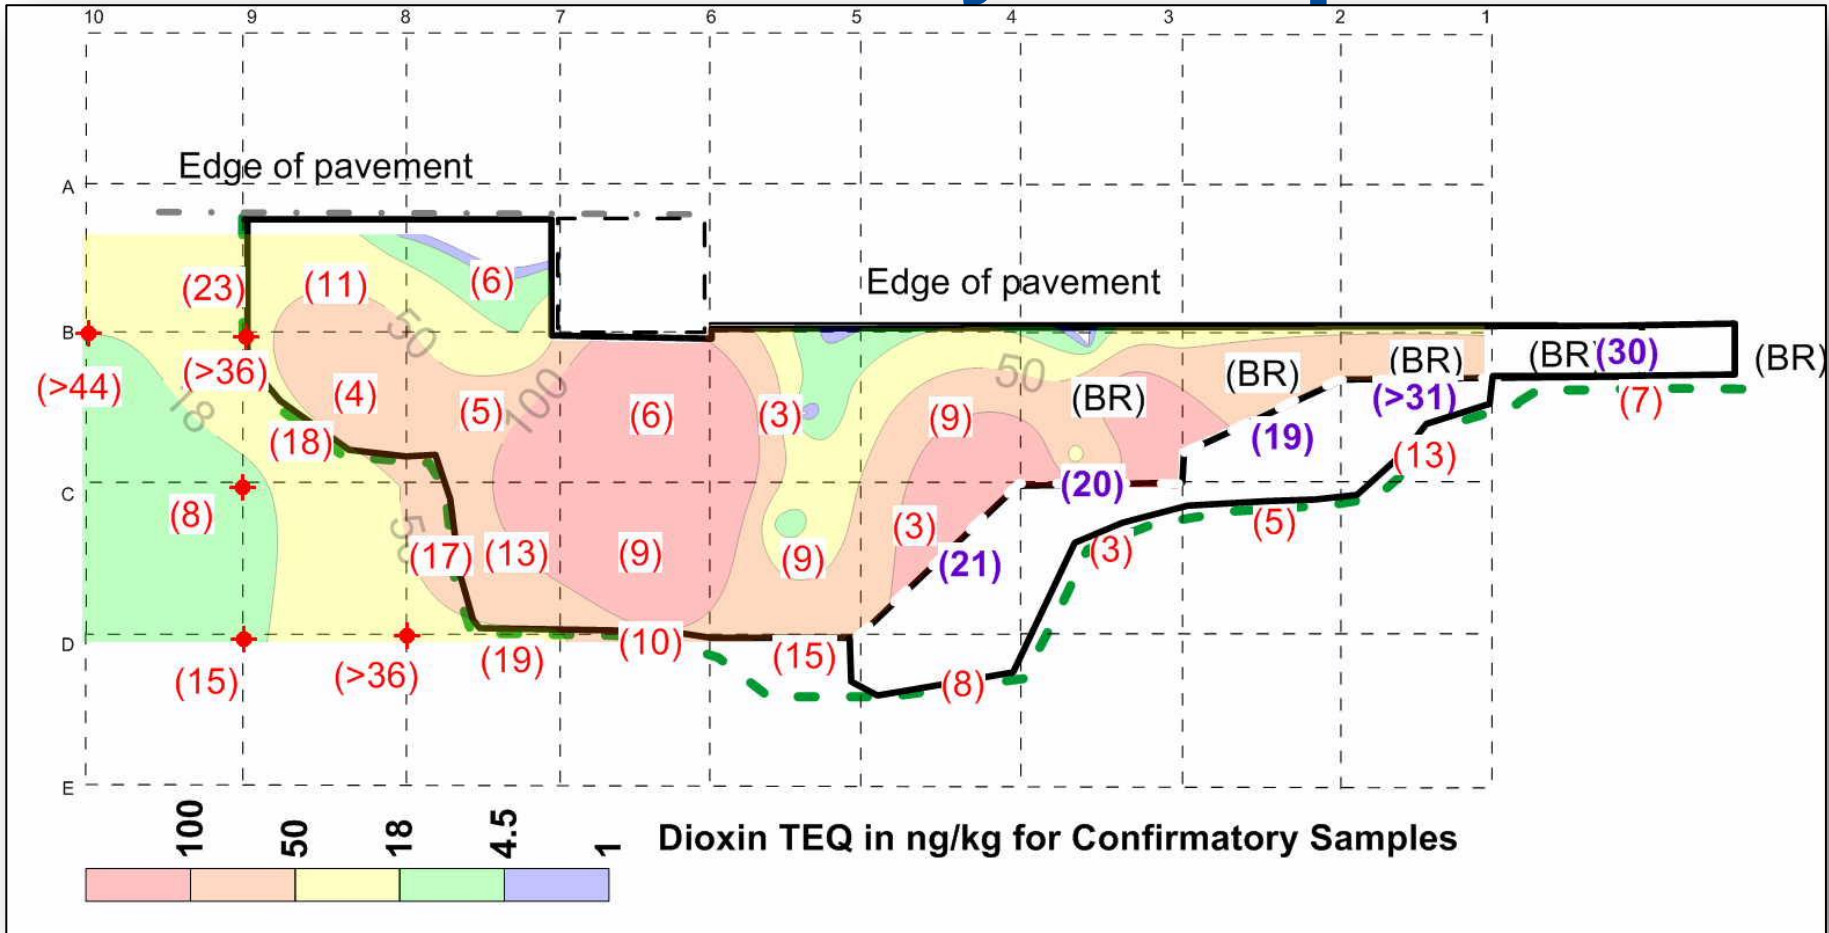 10 9 8 7 6 5 4 3 2 1
Edge of pavement
A
Edge of pavement
(23) (11) (6)
B
(>44) (>36) (4) (5) (6) (3) (9) (BR) (BR) (BR) (BR (30) (BR)
50 100 50 18
(18) (>31) (7)
(19)
(13)
C
(20)
(8) (3) (5)
50
(17) (13) (9) (9) (21) (3)
D
(15) (>36) (19) (10) (15) (8)
E
100 50 18 4.5 1
Dioxin TEQ in ng/kg for Confirmatory Samples